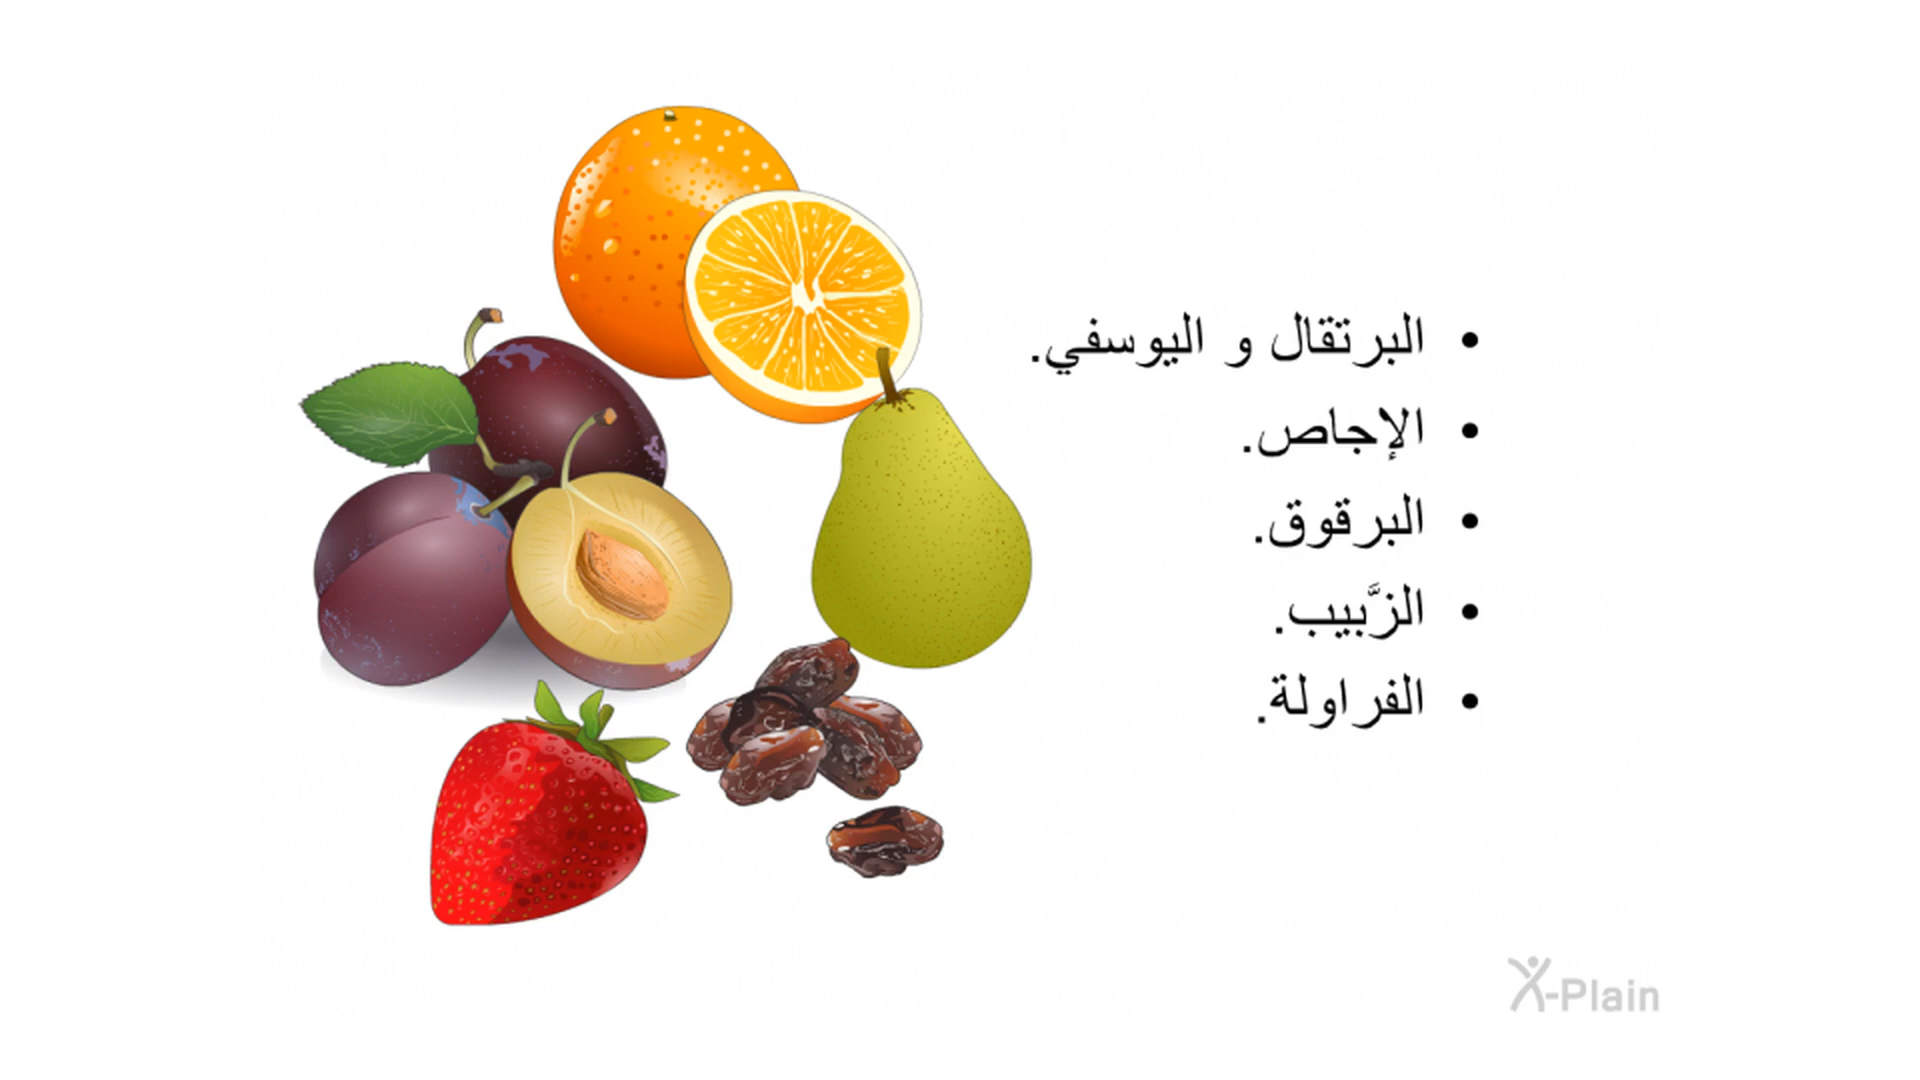 • البرتقال و اليوسفي.
• الإجاص.
• البرقوق.
• الزَّبيب.
• الفراولة.
X-Plain